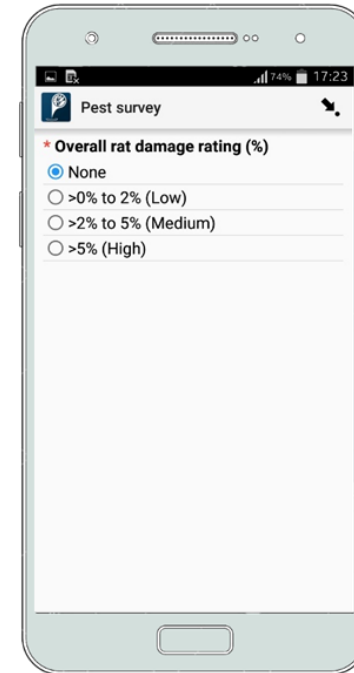 74% 17:23
Pest survey
* Overall rat damage rating (%)
None
>0% to 2% (Low)
>2% to 5% (Medium)
>5% (High)